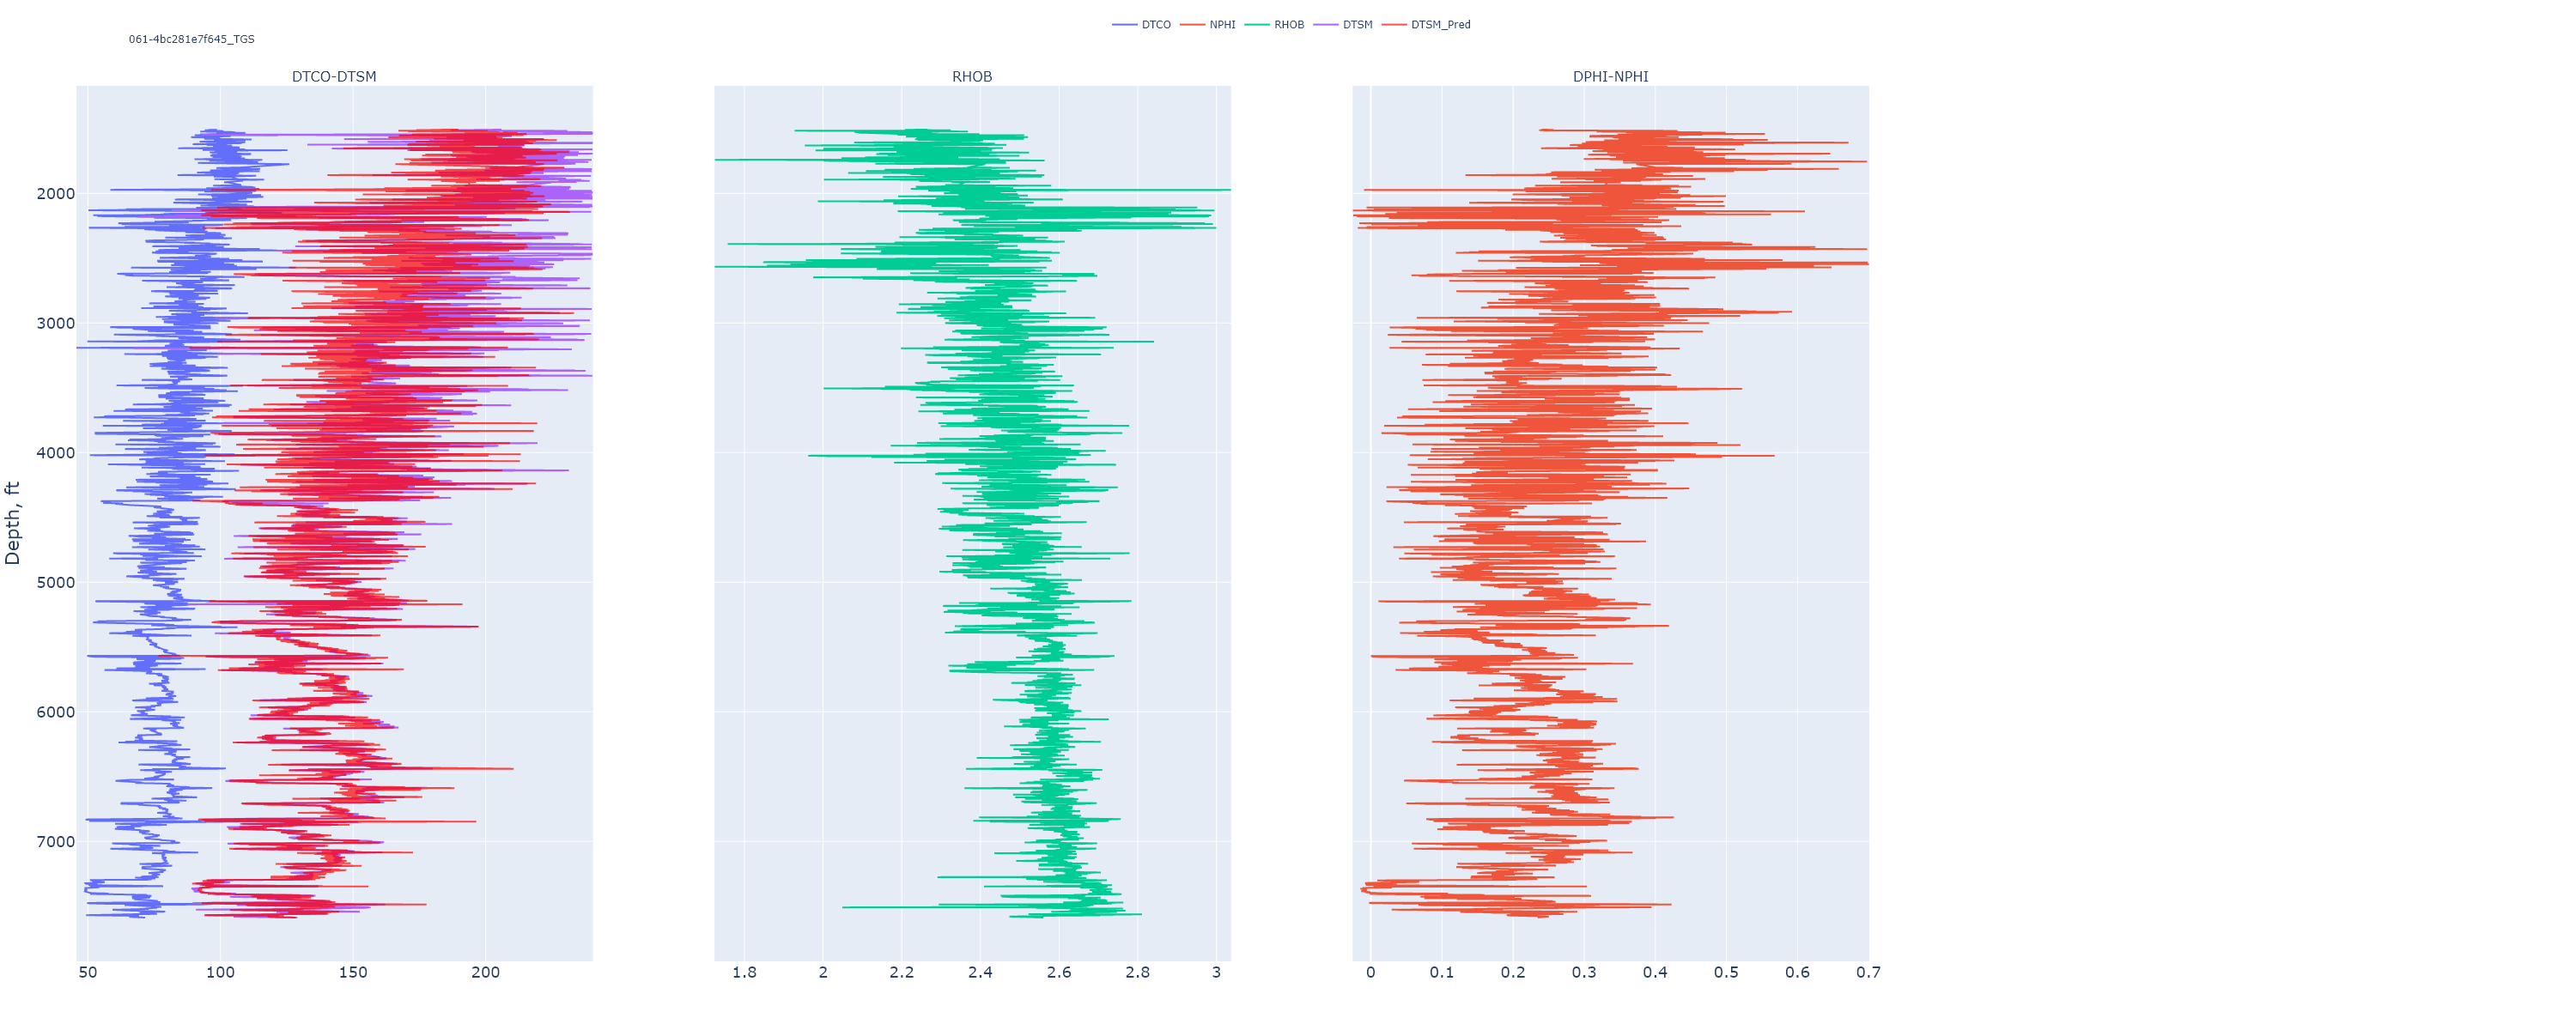 DTCO NPHI RHOB DTSM DTSM_Pred
061-4bc281e7f645_TGS
DTCO-DTSM RHOB DPHI-NPHI
2000
3000
4000
Depth, ft
5000
6000
7000
50 100 150 200 1.8 2 2.2 2.4 2.6 2.8 3 0 0.1 0.2 0.3 0.4 0.5 0.6 0.7